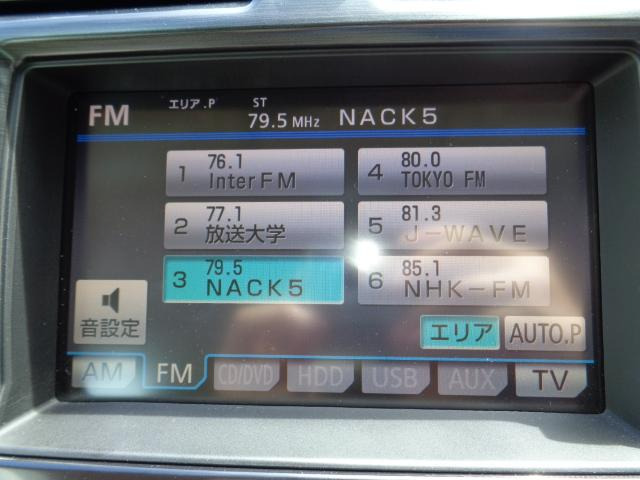 FM エリア.P ST 79.5 MHz NACK5
1 76.1 InterFM
2 77.1 放送大学
3 79.5 NACK5
4 80.0 TOKYO FM
5 81.3 J-WAVE
6 85.1 NHK-FM
音設定
エリア AUTO.P
AM FM CD/DVD HDD USB AUX TV